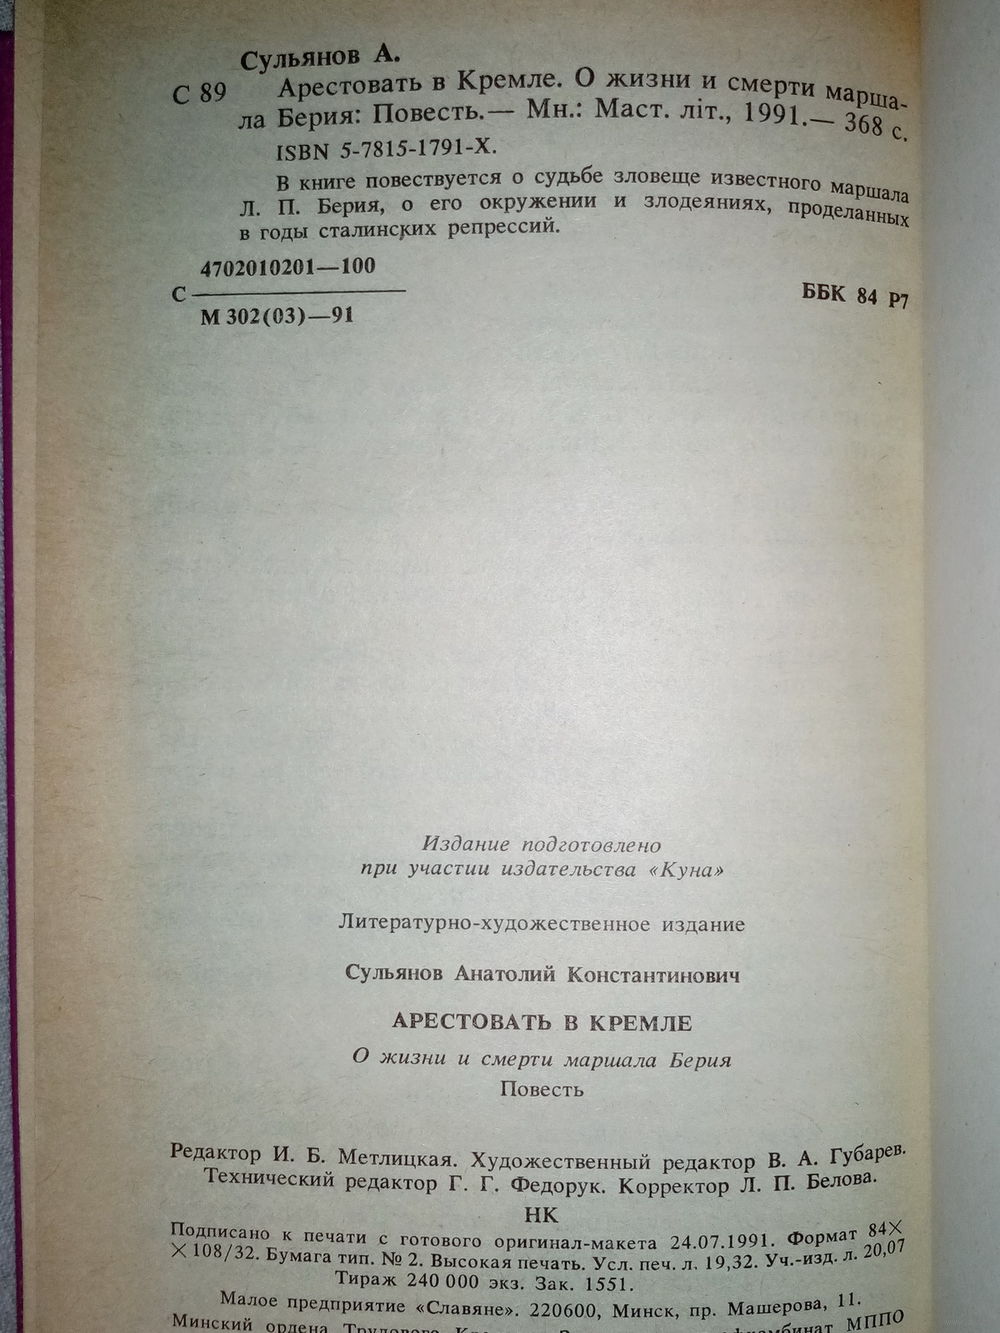 Сульянов А.
С 89 Арестовать в Кремле. О жизни и смерти марша-
ла Берия: Повесть.— Мн.: Маст. літ., 1991.— 368 с.
ISBN 5-7815-1791-X.
В книге повествуется о судьбе зловеще известного маршала
Л. П. Берия, о его окружении и злодеяниях, проделанных
в годы сталинских репрессий.
4702010201—100
С
М 302(03)—91
ББК 84 Р7
Издание подготовлено
при участии издательства «Куна»
Литературно-художественное издание
Сульянов Анатолий Константинович
АРЕСТОВАТЬ В КРЕМЛЕ
О жизни и смерти маршала Берия
Повесть
Редактор И. Б. Метлицкая. Художественный редактор В. А. Губарев.
Технический редактор Г. Г. Федорук. Корректор Л. П. Белова.
НК
Подписано к печати с готового оригинал-макета 24.07.1991. Формат 84×
×108/32. Бумага тип. № 2. Высокая печать. Усл. печ. л. 19,32. Уч.-изд. л. 20,07
Тираж 240 000 экз. Зак. 1551.
Малое предприятие «Славяне». 220600, Минск, пр. Машерова, 11.
Минский ордена МППО